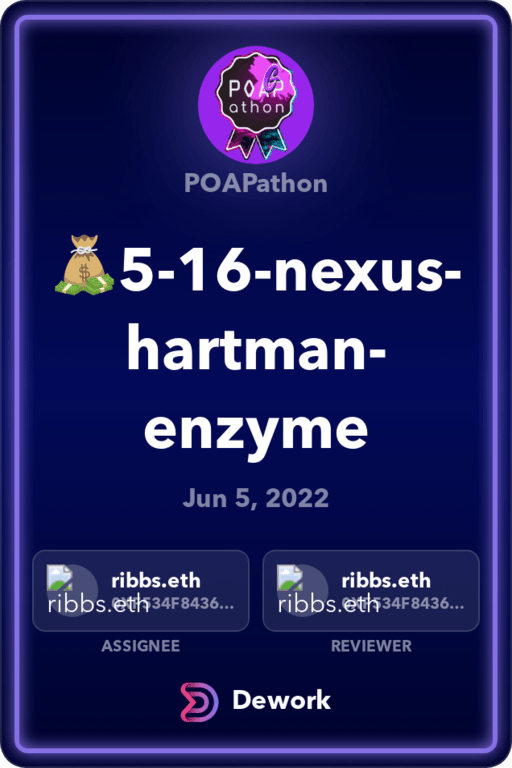 POAP
athon
POAPathon
💰5-16-nexus-
hartman-
enzyme
Jun 5, 2022
ribbs.eth
ribbs.eth
ribbs.eth
ribbs.eth
ASSIGNEE
REVIEWER
Dework